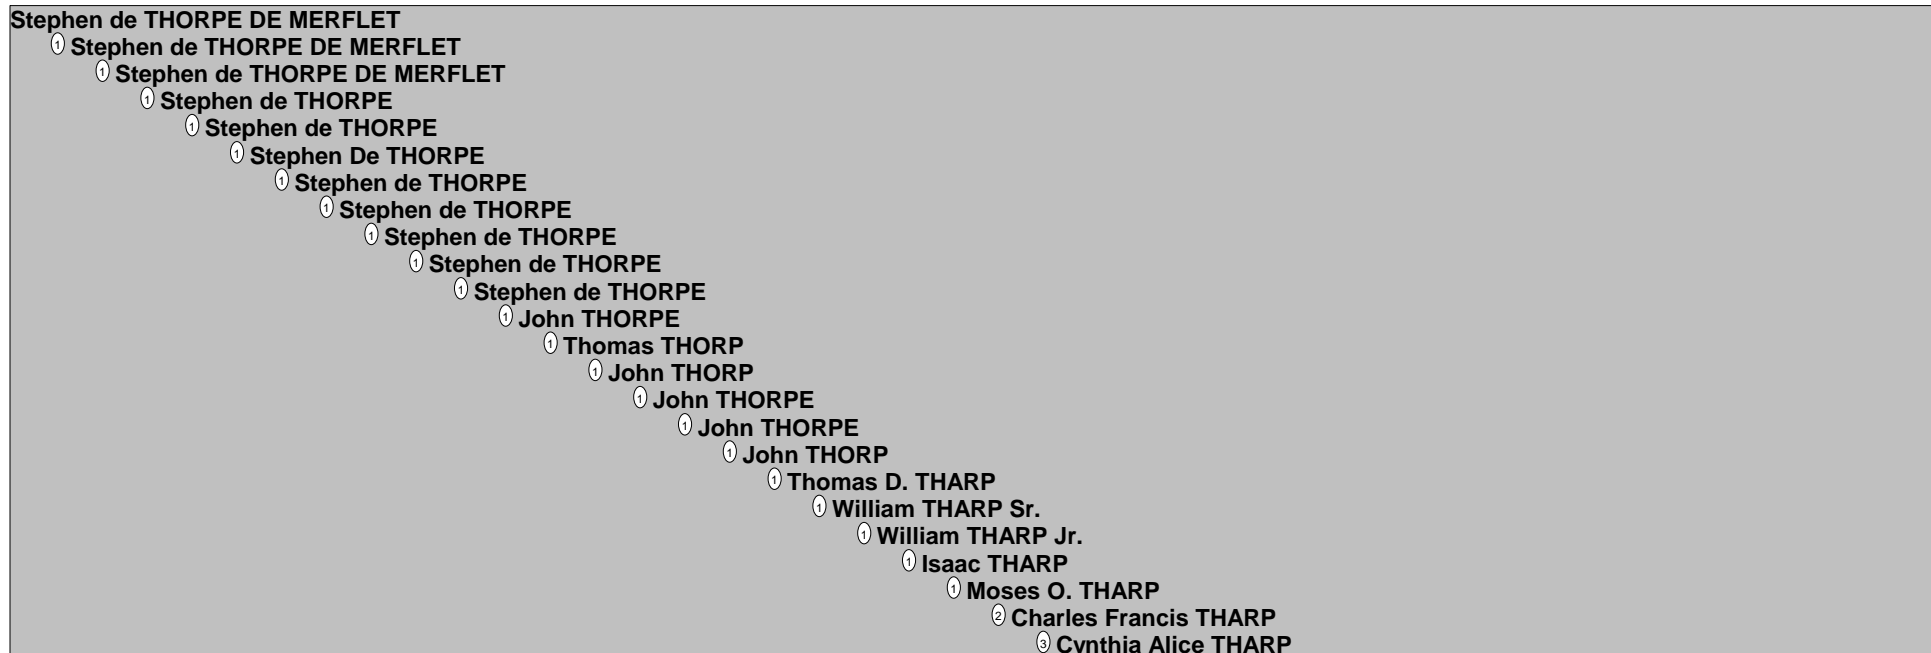 Stephen de THORPE DE MERFLET
1 Stephen de THORPE DE MERFLET
1 Stephen de THORPE DE MERFLET
1 Stephen de THORPE
1 Stephen de THORPE
1 Stephen De THORPE
1 Stephen de THORPE
1 Stephen de THORPE
1 Stephen de THORPE
1 Stephen de THORPE
1 Stephen de THORPE
1 John THORPE
1 Thomas THORP
1 John THORP
1 John THORPE
1 John THORPE
1 John THORP
1 Thomas D. THARP
1 William THARP Sr.
1 William THARP Jr.
1 Isaac THARP
1 Moses O. THARP
2 Charles Francis THARP
3 Cynthia Alice THARP